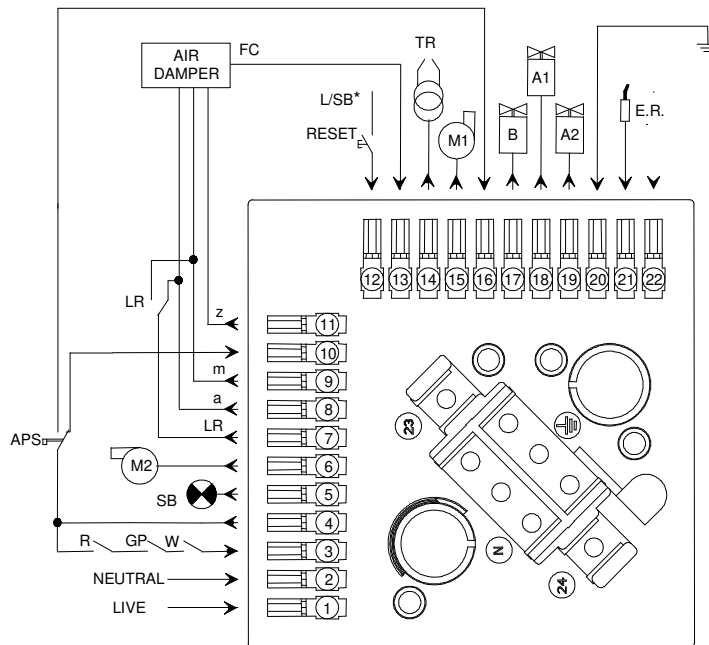 AIR
DAMPER
FC
TR
L/SB*
RESET
M1
B
A1
A2
E.R.
12 13 14 15 16 17 18 19 20 21 22
LR
z
11
10
m
9
a
8
LR
7
APS
M2
6
SB
5
4
R GP W
3
NEUTRAL
2
LIVE
1
23
N
24